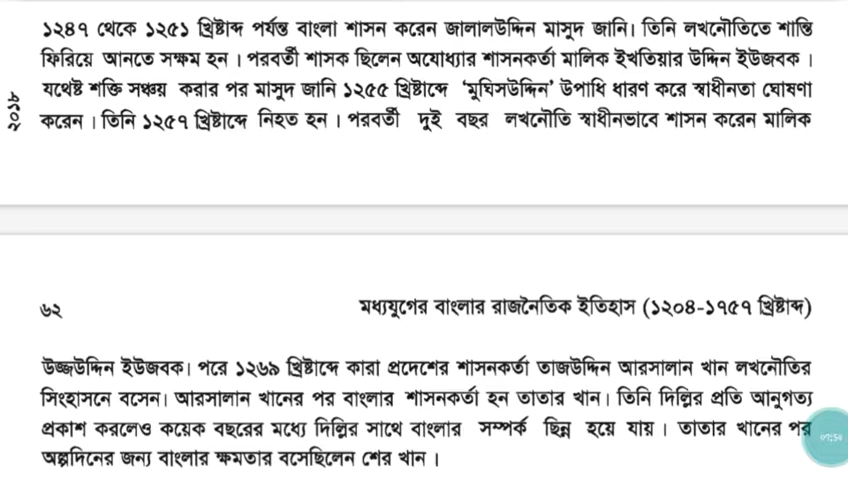 ১২৪৭ থেকে ১২৫১ খ্রিষ্টাব্দ পর্যন্ত বাংলা শাসন করেন জালালউদ্দিন মাসুদ জানি। তিনি লখনৌতিতে শান্তি
ফিরিয়ে আনতে সক্ষম হন । পরবর্তী শাসক ছিলেন অযোধ্যার শাসনকর্তা মালিক ইখতিয়ার উদ্দিন ইউজবক ।
যথেষ্ট শক্তি সঞ্চয় করার পর মাসুদ জানি ১২৫৫ খ্রিষ্টাব্দে ‘মুঘিসউদ্দিন’ উপাধি ধারণ করে স্বাধীনতা ঘোষণা
করেন । তিনি ১২৫৭ খ্রিষ্টাব্দে নিহত হন । পরবর্তী দুই বছর লখনৌতি স্বাধীনভাবে শাসন করেন মালিক
২০১৮
৬২
মধ্যযুগের বাংলার রাজনৈতিক ইতিহাস (১২০৪-১৭৫৭ খ্রিষ্টাব্দ)
উজ্জউদ্দিন ইউজবক। পরে ১২৬৯ খ্রিষ্টাব্দে কারা প্রদেশের শাসনকর্তা তাজউদ্দিন আরসালান খান লখনৌতির
সিংহাসনে বসেন। আরসালান খানের পর বাংলার শাসনকর্তা হন তাতার খান। তিনি দিল্লির প্রতি আনুগত্য
প্রকাশ করলেও কয়েক বছরের মধ্যে দিল্লির সাথে বাংলার সম্পর্ক ছিন্ন হয়ে যায় । তাতার খানের পর
অল্পদিনের জন্য বাংলার ক্ষমতার বসেছিলেন শের খান ।
০৭:১৪